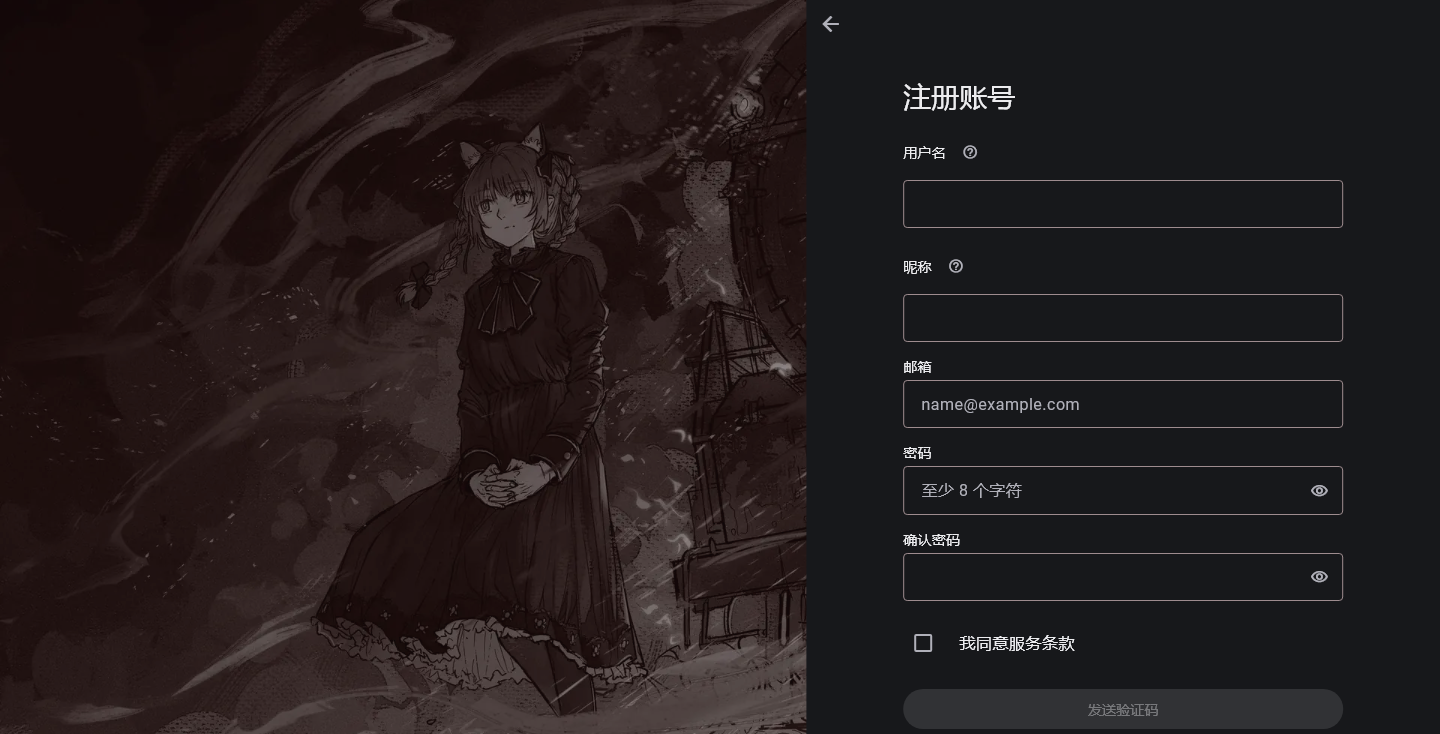 注册账号
用户名
昵称
邮箱
name@example.com
密码
至少 8 个字符
确认密码
我同意服务条款
发送验证码